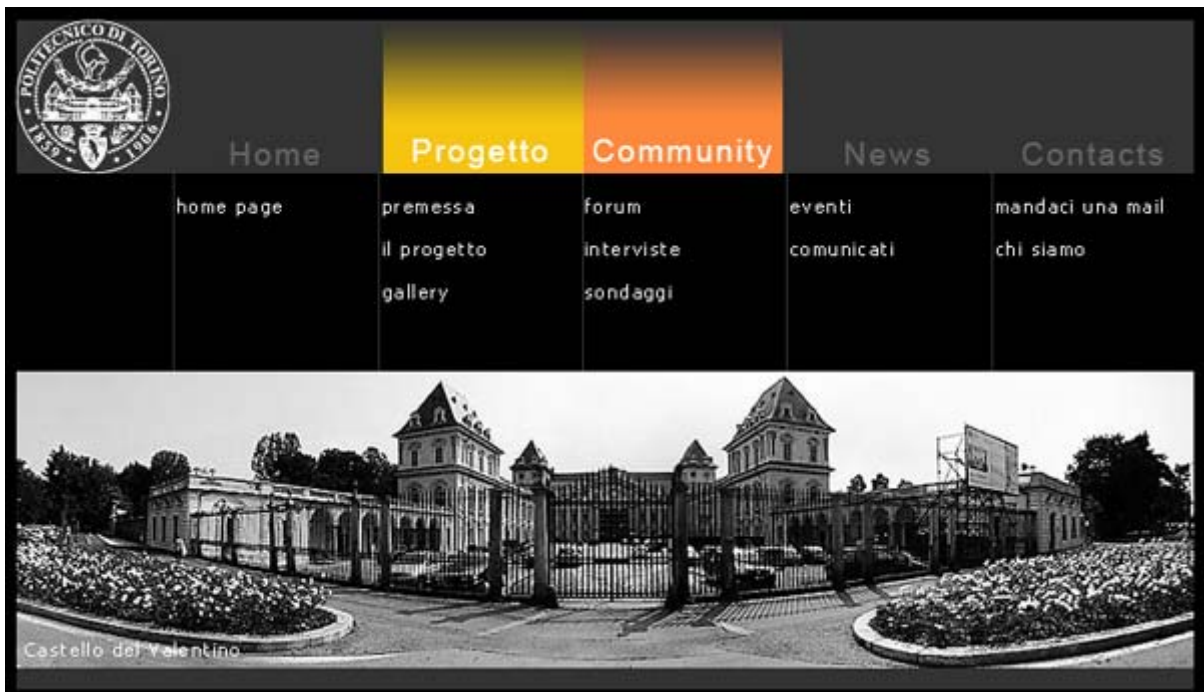 POLITECNICO DI TORINO
1859 1906
Home
Progetto
Community
News
Contacts
home page
premessa
il progetto
gallery
forum
interviste
sondaggi
eventi
comunicati
mandaci una mail
chi siamo
Castello del Valentino